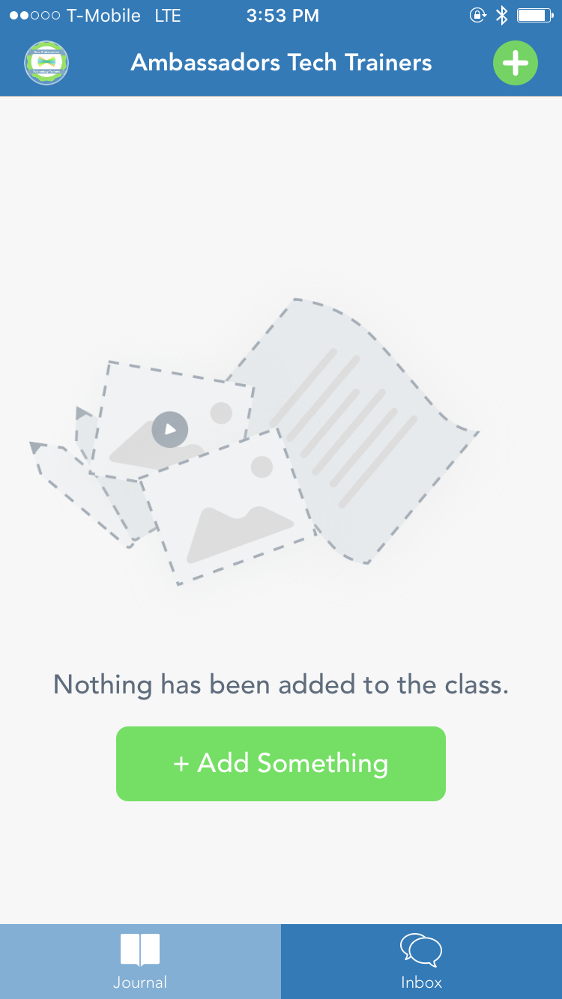 T-Mobile LTE 3:53 PM
Ambassadors Tech Trainers
Nothing has been added to the class.
+ Add Something
Journal Inbox